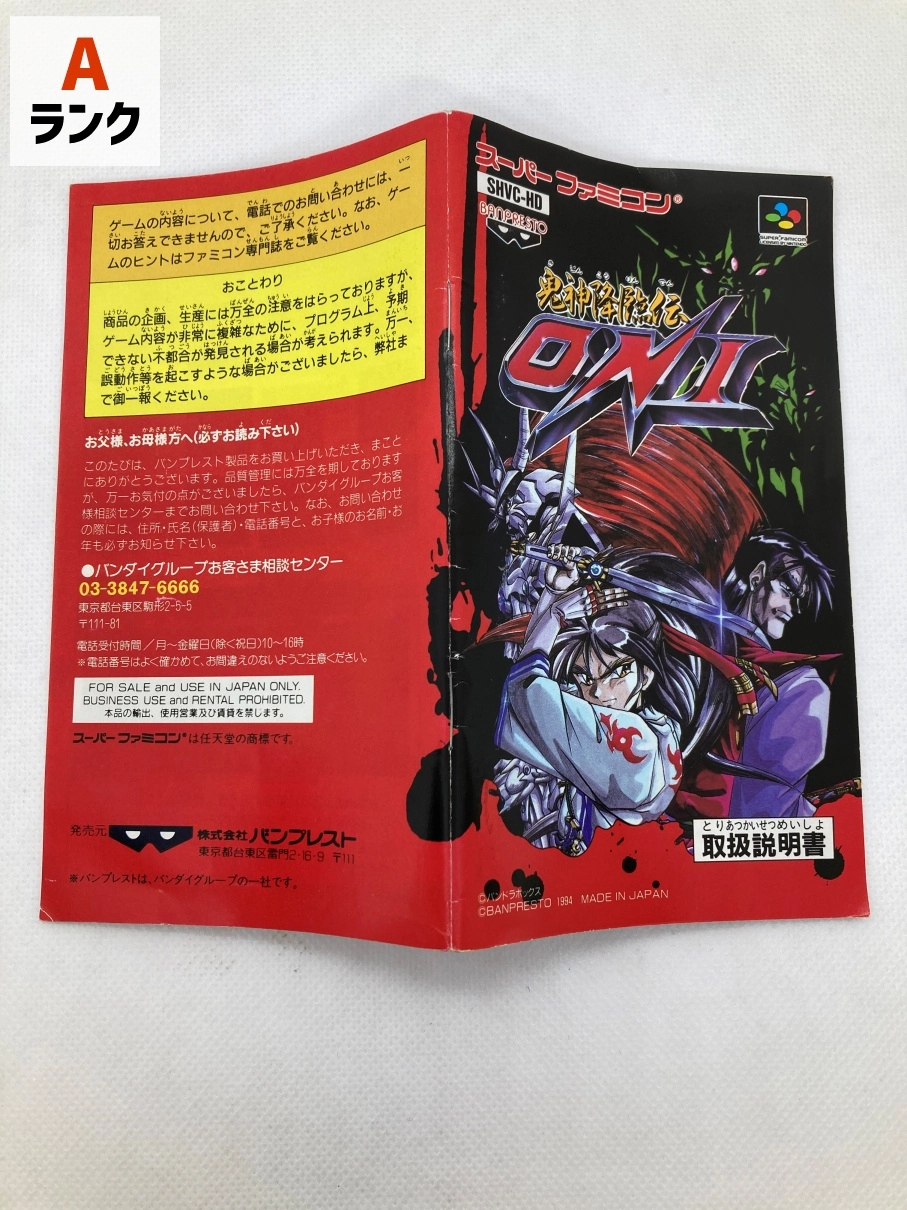 A
ランク
ゲームの内容について、電話でのお問い合わせには、一
切お答えできませんので、ご了承ください。なお、ゲー
ムのヒントはファミコン専門誌をご覧ください。
おことわり
商品の企画、生産には万全の注意をはらっておりますが、
ゲーム内容が非常に複雑なために、プログラム上、予期
できない不都合が発見される場合が考えられます。万一、
誤動作等を起こすような場合がございましたら、弊社ま
で御一報ください。
お父様、お母様方へ(必ずお読み下さい)
このたびは、バンプレスト製品をお買い上げいただき、まこと
にありがとうございます。品質管理には万全を期しております
が、万一お気付の点がございましたら、バンダイグループお客
様相談センターまでお問い合わせ下さい。なお、お問い合わせ
の際には、住所・氏名(保護者)・電話番号と、お子様のお名前・お
年も必ずお知らせ下さい。
●バンダイグループお客さま相談センター
03-3847-6666
東京都台東区駒形2-5-5
〒111-81
電話受付時間/月〜金曜日(除く祝日)10〜16時
※電話番号はよく確かめて、お間違えのないようご注意ください。
FOR SALE and USE IN JAPAN ONLY.
BUSINESS USE and RENTAL PROHIBITED.
本品の輸出、使用営業及び賃貸を禁じます。
スーパーファミコン®は任天堂の商標です。
発売元 株式会社 バンプレスト
東京都台東区雷門2-16-9 〒111
※バンプレストは、バンダイグループの一社です。
スーパーファミコン®
SHVC-HD
BANPRESTO
SUPER FAMICOM
LICENSED BY NINTENDO
きじんこうりんでん
鬼神降臨伝
ONI
とりあつかいせつめいしょ
取扱説明書
©パンドラボックス
©BANPRESTO 1994 MADE IN JAPAN